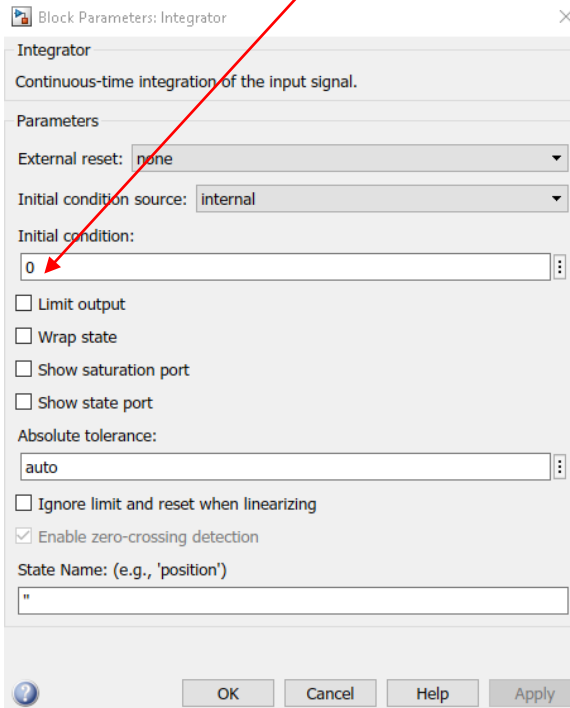 Block Parameters: Integrator
Integrator
Continuous-time integration of the input signal.
Parameters
External reset: none
Initial condition source: internal
Initial condition:
0
Limit output
Wrap state
Show saturation port
Show state port
Absolute tolerance:
auto
Ignore limit and reset when linearizing
Enable zero-crossing detection
State Name: (e.g., 'position')
''
OK Cancel Help Apply